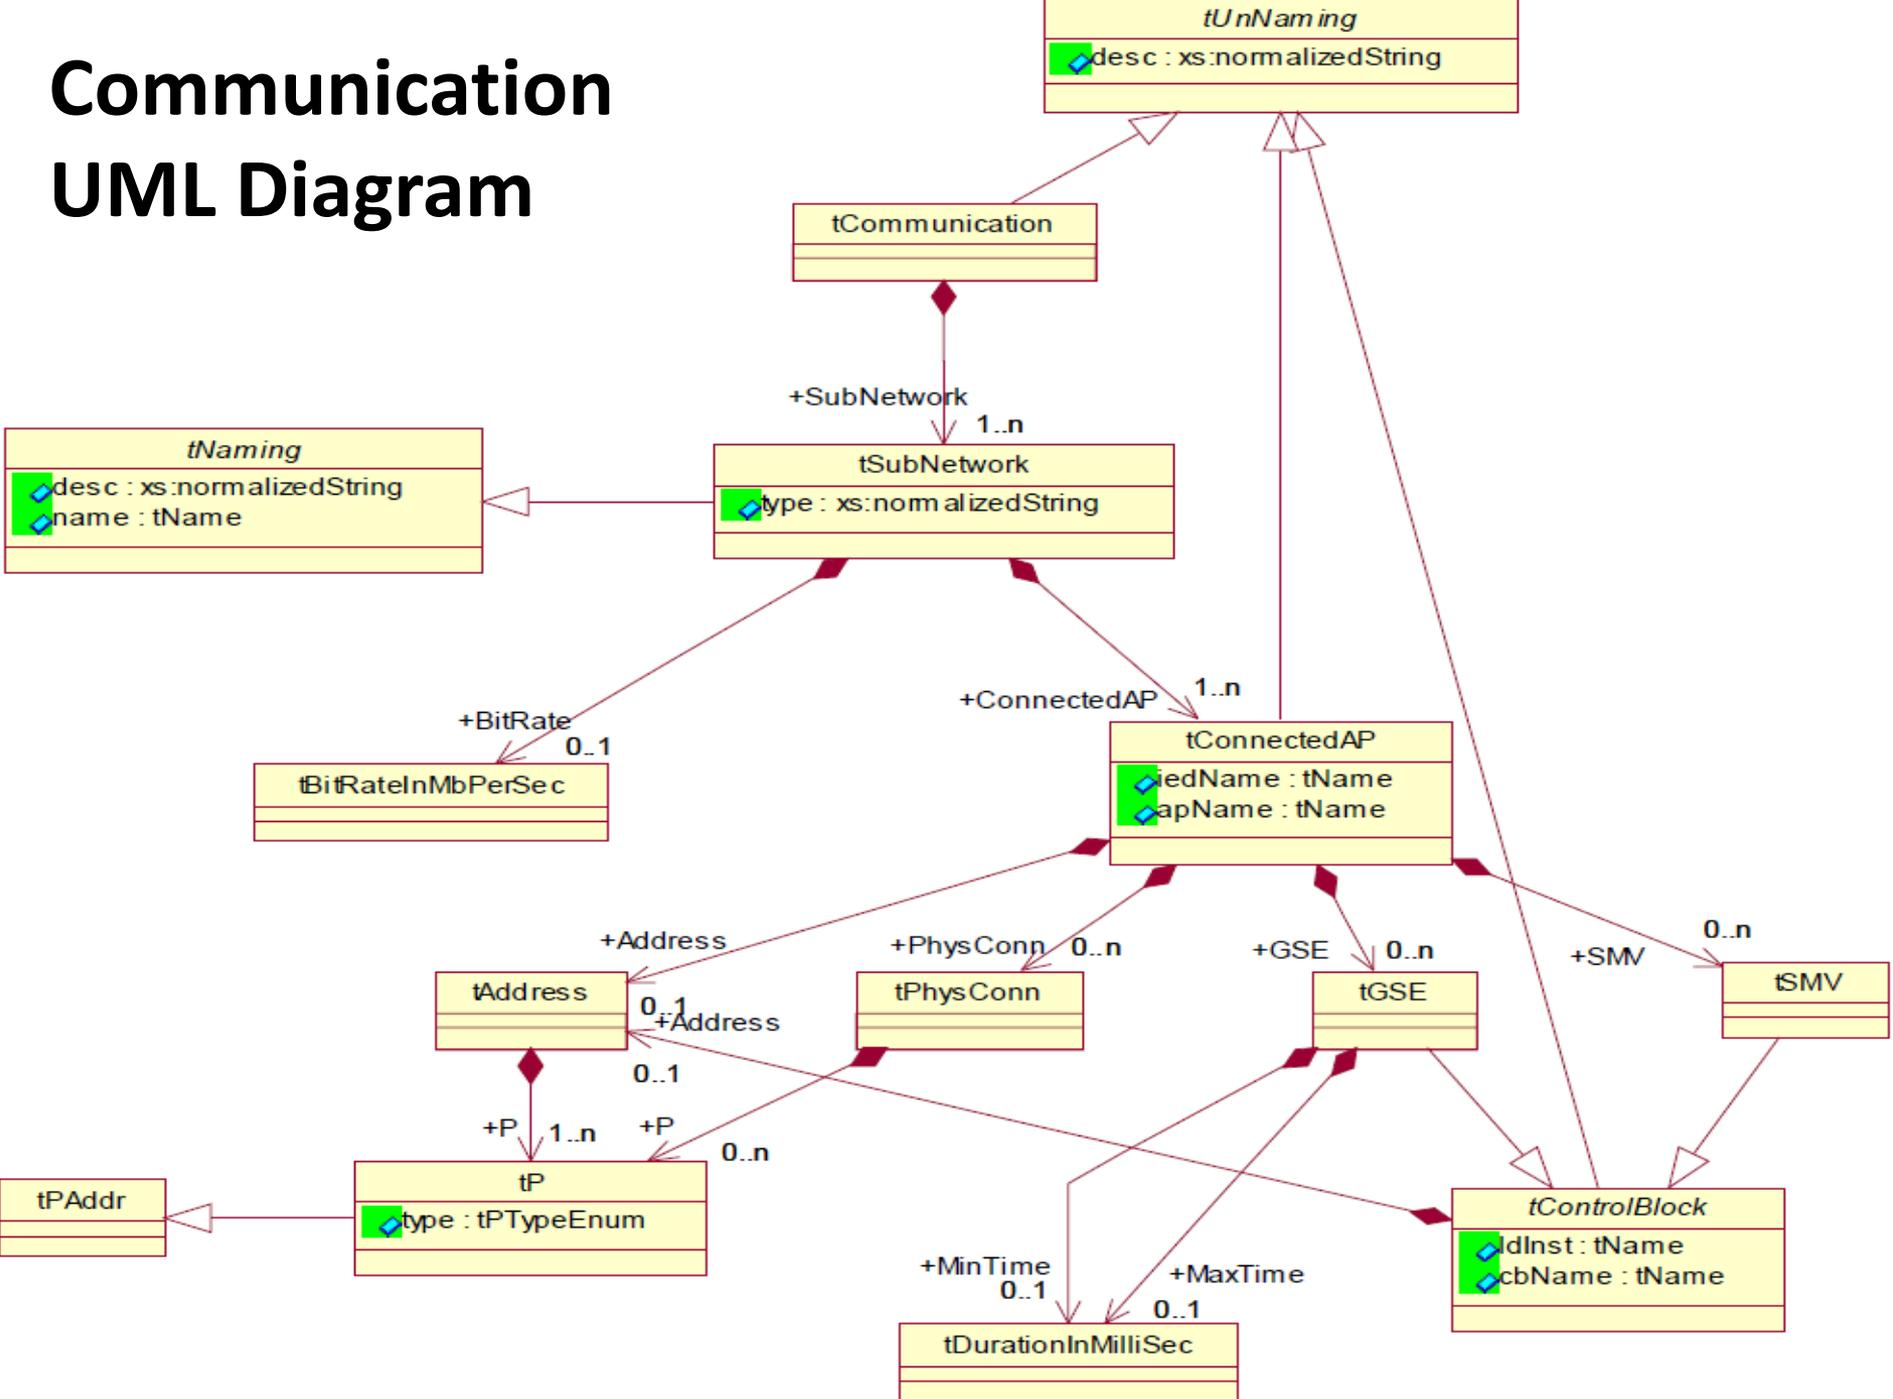 Communication
UML Diagram
tUnNaming
desc : xs:normalizedString
tCommunication
+SubNetwork
1..n
tNaming
desc : xs:normalizedString
name : tName
tSubNetwork
type : xs:normalizedString
+BitRate
0..1
+ConnectedAP
1..n
tBitRateInMbPerSec
tConnectedAP
iedName : tName
apName : tName
+Address
0..1
+PhysConn
0..n
+GSE
0..n
+SMV
0..n
tAddress
+Address
0..1
tPhysConn
tGSE
tSMV
+P
1..n
+P
0..n
tPAddr
tP
type : tPTypeEnum
tControlBlock
ldInst : tName
cbName : tName
+MinTime
0..1
+MaxTime
0..1
tDurationInMilliSec